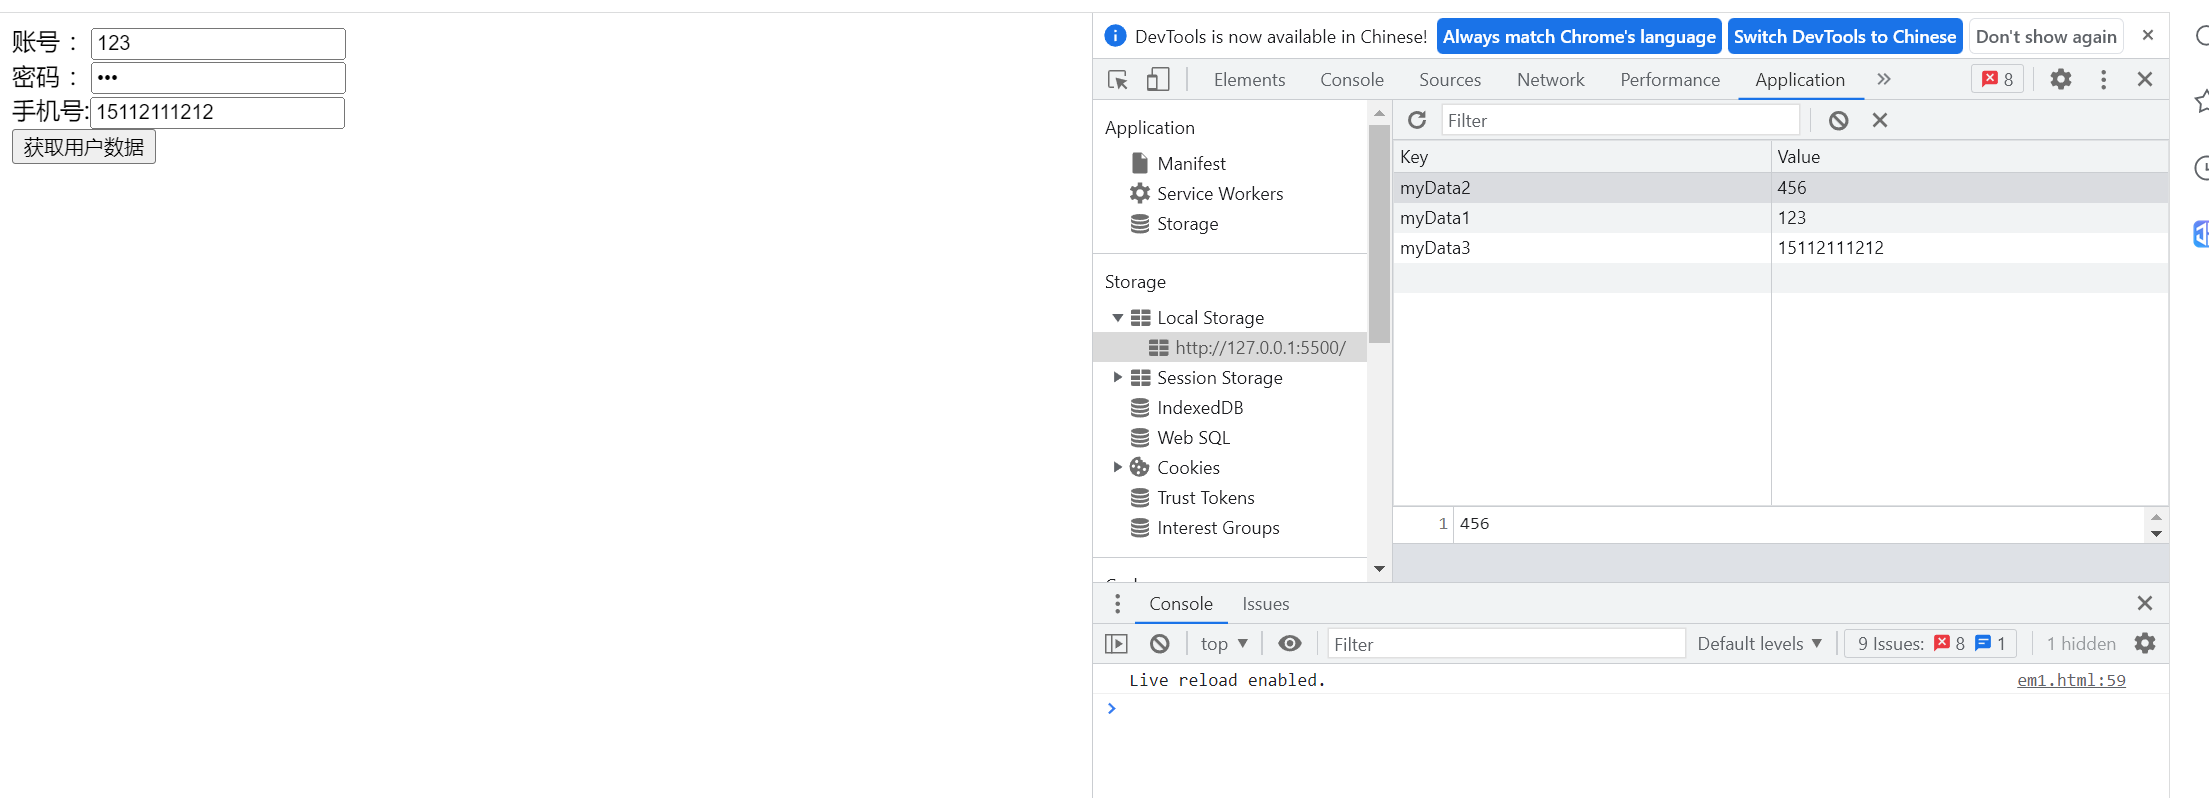 账号： 123
密码： •••
手机号:15112111212
获取用户数据
DevTools is now available in Chinese! Always match Chrome's language Switch DevTools to Chinese Don't show again
Elements Console Sources Network Performance Application 8
Application
Manifest
Service Workers
Storage
Storage
Local Storage
http://127.0.0.1:5500/
Session Storage
IndexedDB
Web SQL
Cookies
Trust Tokens
Interest Groups
Filter
Key Value
myData2 456
myData1 123
myData3 15112111212
1 456
Console Issues
top Filter Default levels 9 Issues: 8 1 1 hidden
Live reload enabled. em1.html:59